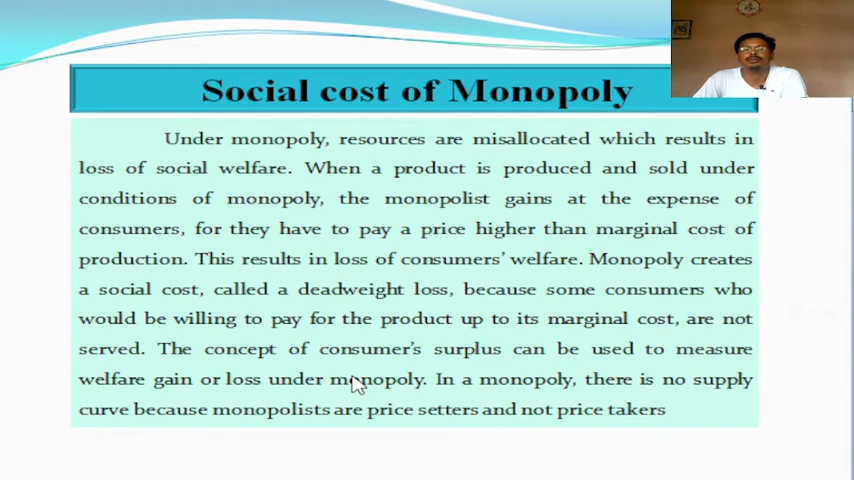 Social cost of Monopoly
Under monopoly, resources are misallocated which results in
loss of social welfare. When a product is produced and sold under
conditions of monopoly, the monopolist gains at the expense of
consumers, for they have to pay a price higher than marginal cost of
production. This results in loss of consumers’ welfare. Monopoly creates
a social cost, called a deadweight loss, because some consumers who
would be willing to pay for the product up to its marginal cost, are not
served. The concept of consumer’s surplus can be used to measure
welfare gain or loss under monopoly. In a monopoly, there is no supply
curve because monopolists are price setters and not price takers